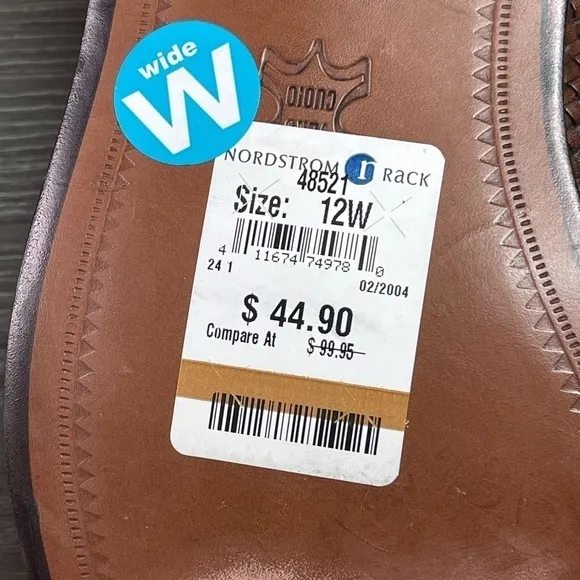 wide
W
CUOIO
NORDSTROM r RACK
48521
Size: 12W
4 11674 74978 0
24 1 02/2004
$ 44.90
Compare At $ 99.95